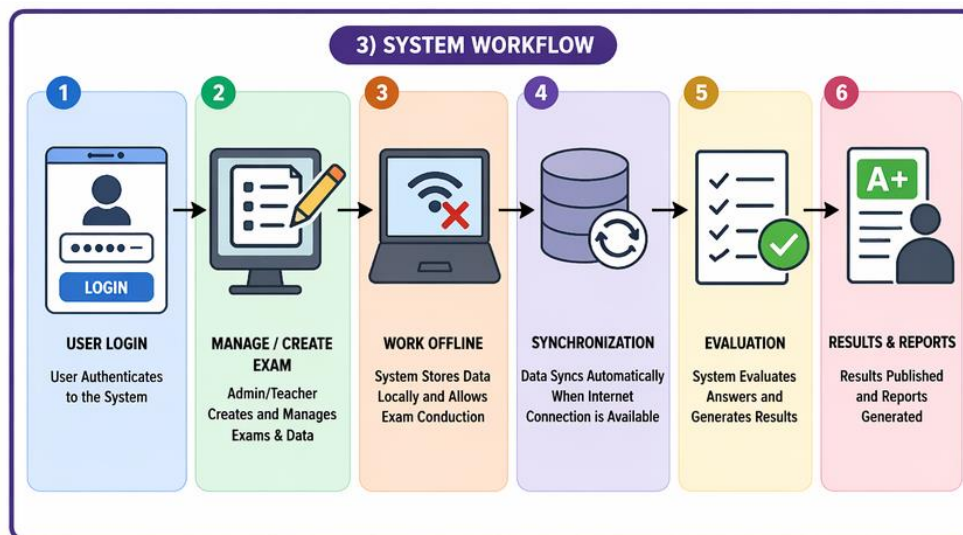 3) SYSTEM WORKFLOW
1
2
3
4
5
6
LOGIN
A+
USER LOGIN
User Authenticates
to the System
MANAGE / CREATE
EXAM
Admin/Teacher
Creates and Manages
Exams & Data
WORK OFFLINE
System Stores Data
Locally and Allows
Exam Conduction
SYNCHRONIZATION
Data Syncs Automatically
When Internet
Connection is Available
EVALUATION
System Evaluates
Answers and
Generates Results
RESULTS & REPORTS
Results Published
and Reports
Generated